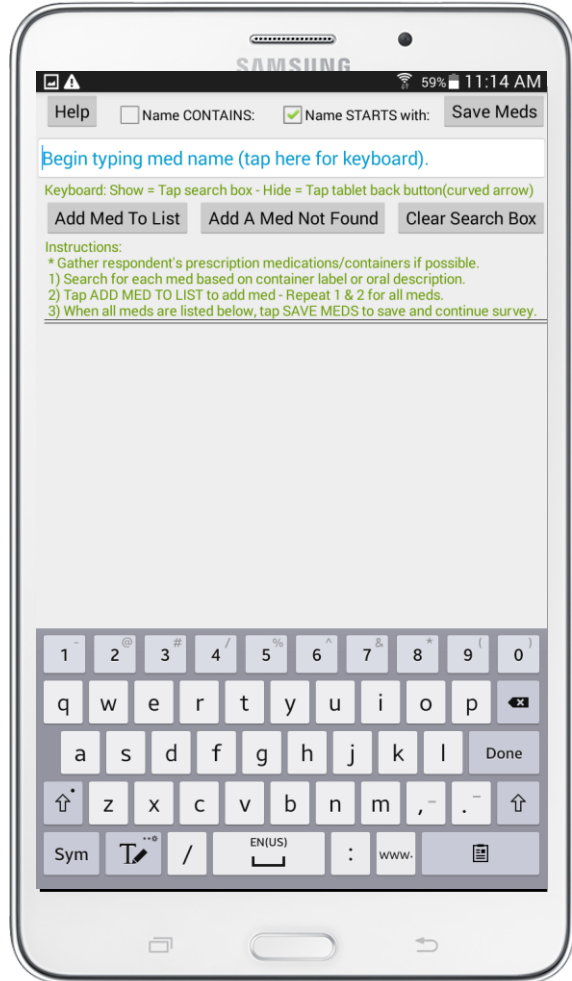 SAMSUNG
59% 11:14 AM
Help Name CONTAINS: Name STARTS with: Save Meds
Begin typing med name (tap here for keyboard).
Keyboard: Show = Tap search box - Hide = Tap tablet back button(curved arrow)
Add Med To List Add A Med Not Found Clear Search Box
Instructions:
* Gather respondent's prescription medications/containers if possible.
1) Search for each med based on container label or oral description.
2) Tap ADD MED TO LIST to add med - Repeat 1 & 2 for all meds.
3) When all meds are listed below, tap SAVE MEDS to save and continue survey.
1 - 2 @ 3 # 4 / 5 % 6 ^ 7 & 8 * 9 ( 0 )
q w e r t y u i o p
a s d f g h j k l Done
z x c v b n m , - . -
Sym T / EN(US) : www.